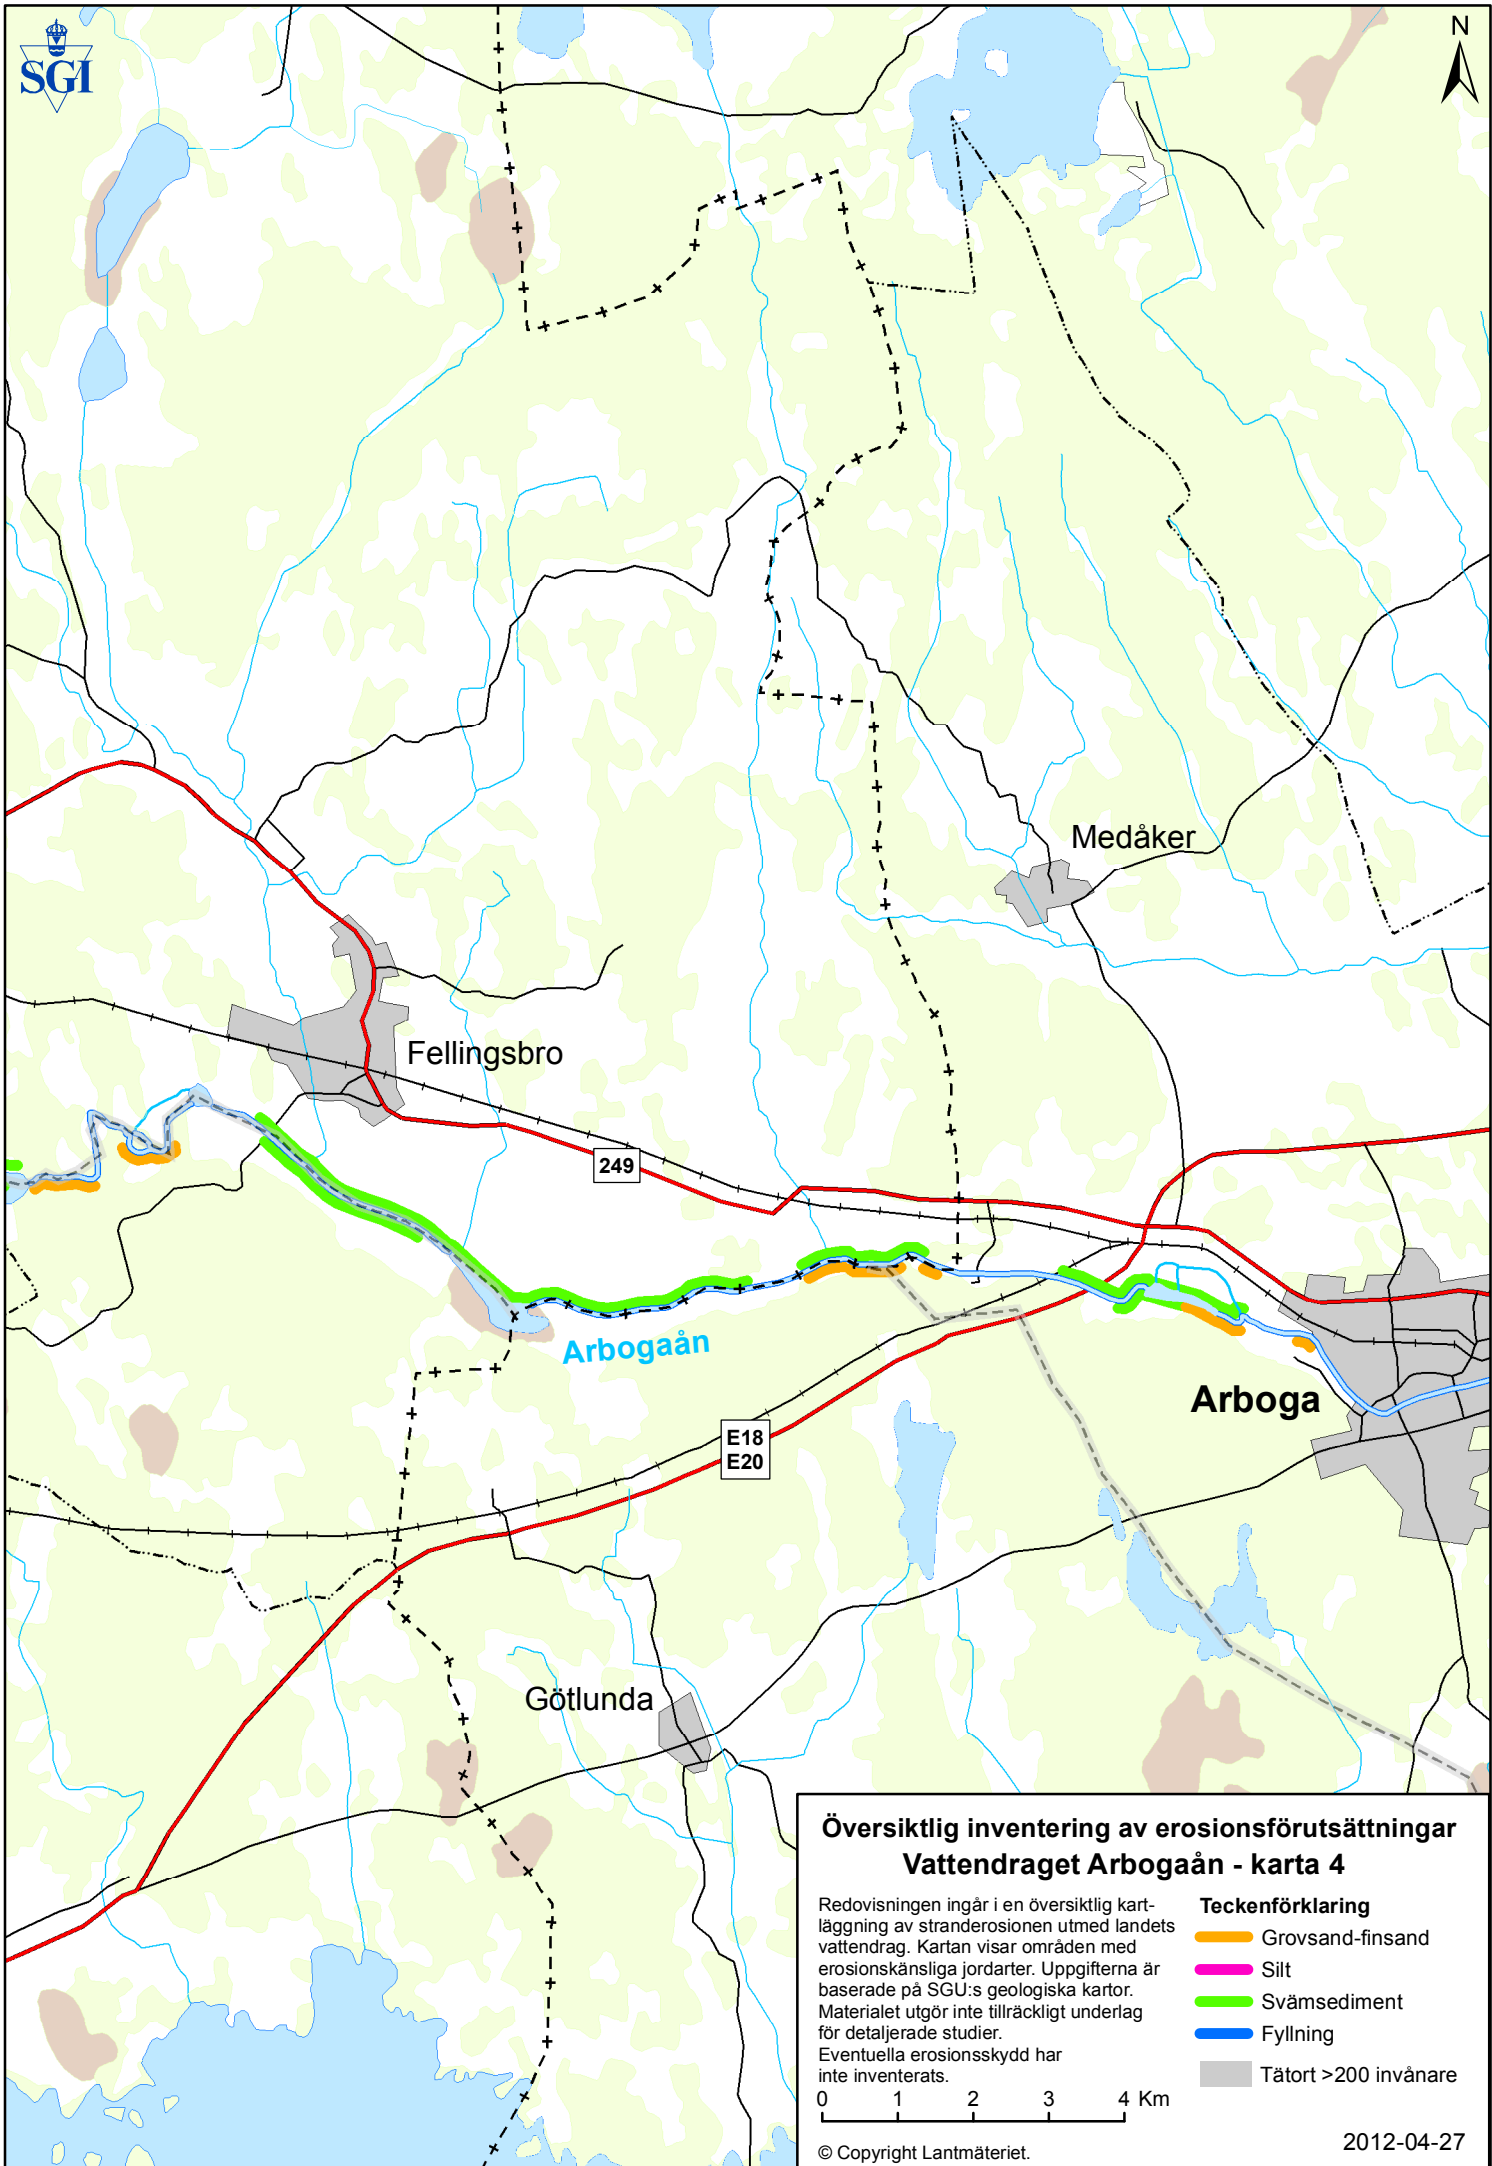 SGI
N
Medåker
Fellingsbro
249
Arbogaån
Arboga
E18
E20
Götlunda
Översiktlig inventering av erosionsförutsättningar
Vattendraget Arbogaån - karta 4
Redovisningen ingår i en översiktlig kart-
läggning av stranderosionen utmed landets
vattendrag. Kartan visar områden med
erosionskänsliga jordarter. Uppgifterna är
baserade på SGU:s geologiska kartor.
Materialet utgör inte tillräckligt underlag
för detaljerade studier.
Eventuella erosionsskydd har
inte inventerats.
Teckenförklaring
Grovsand-finsand
Silt
Svämsediment
Fyllning
Tätort >200 invånare
0 1 2 3 4 Km
© Copyright Lantmäteriet.
2012-04-27